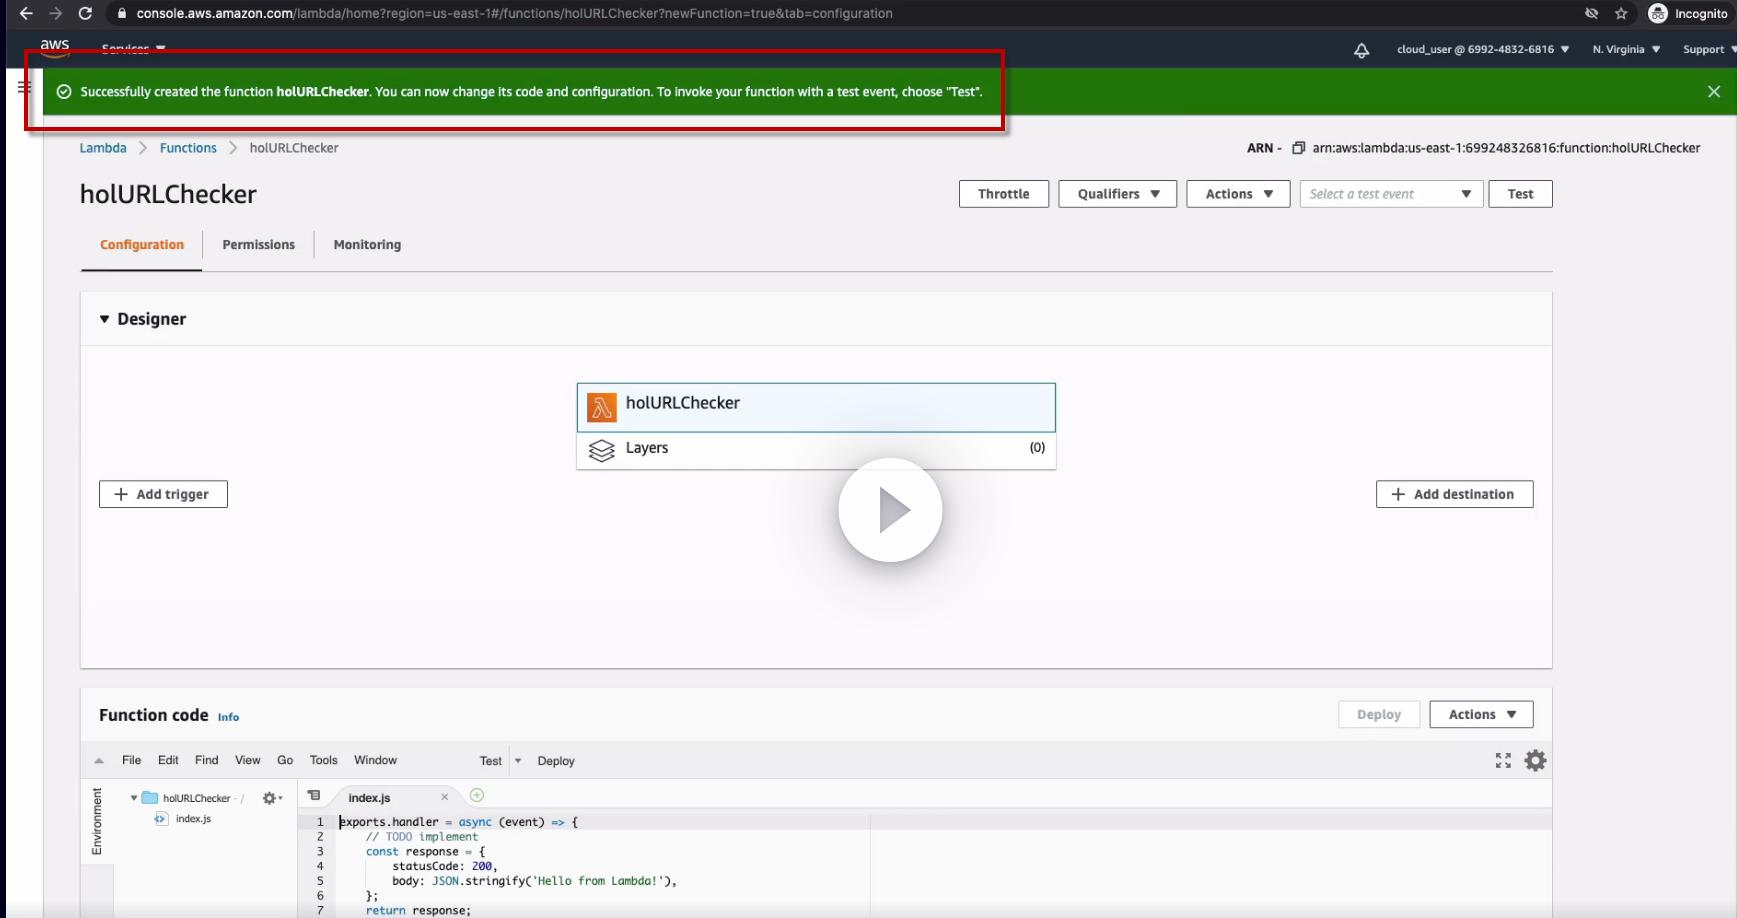 console.aws.amazon.com/lambda/home?region=us-east-1#/functions/holURLChecker?newFunction=true&tab=configuration
Incognito
aws
Services
cloud_user @ 6992-4832-6816
N. Virginia
Support
Successfully created the function holURLChecker. You can now change its code and configuration. To invoke your function with a test event, choose "Test".
Lambda > Functions > holURLChecker
ARN - arn:aws:lambda:us-east-1:699248326816:function:holURLChecker
holURLChecker
Throttle
Qualifiers
Actions
Select a test event
Test
Configuration
Permissions
Monitoring
Designer
holURLChecker
Layers
(0)
+ Add trigger
+ Add destination
Function code
Info
Deploy
Actions
File Edit Find View Go Tools Window
Test
Deploy
Environment
holURLChecker - /
index.js
index.js
1 exports.handler = async (event) => {
2 // TODO implement
3 const response = {
4 statusCode: 200,
5 body: JSON.stringify('Hello from Lambda!'),
6 };
7 return response;